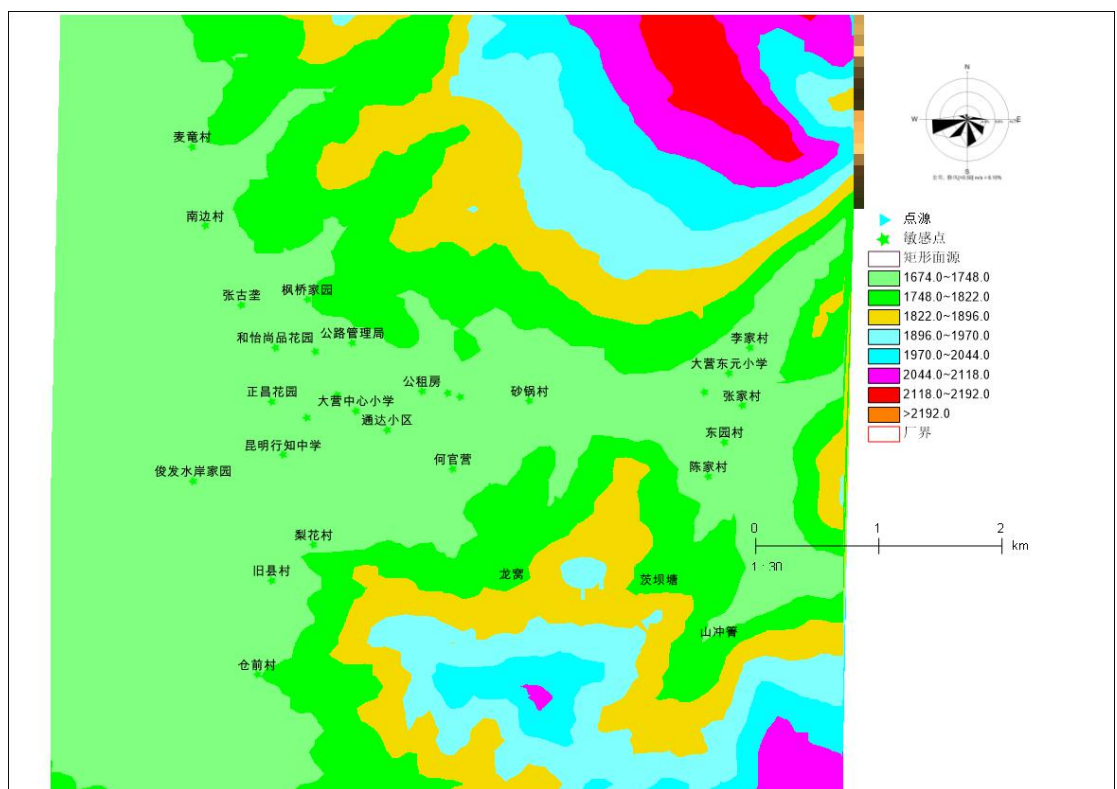 N
W
E
S
麦竜村
南边村
张古垄
枫桥家园
和怡尚品花园
公路管理局
正昌花园
大营中心小学
公租房
通达小区
砂锅村
昆明行知中学
俊发水岸家园
何官营
李家村
大营东元小学
张家村
东园村
陈家村
梨花村
旧县村
龙窝
茨坝塘
山冲箐
仓前村
点源
敏感点
矩形面源
1674.0~1748.0
1748.0~1822.0
1822.0~1896.0
1896.0~1970.0
1970.0~2044.0
2044.0~2118.0
2118.0~2192.0
>2192.0
厂界
0 1 2
km
1:30